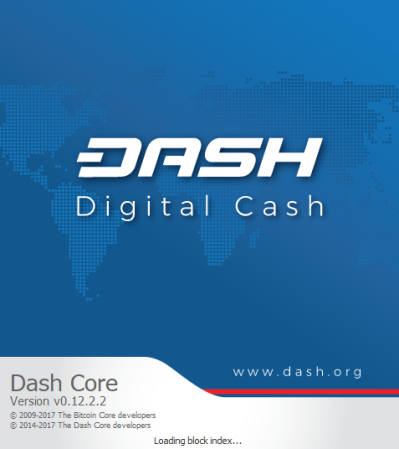 DASH
Digital Cash
www.dash.org
Dash Core
Version v0.12.2.2
© 2009-2017 The Bitcoin Core developers
© 2014-2017 The Dash Core developers
Loading block index...